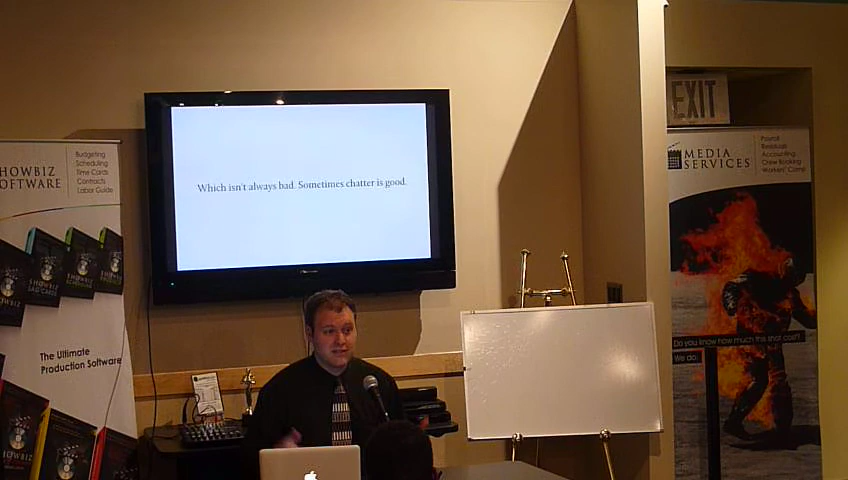 HOWBIZ
OFTWARE
Budgeting
Scheduling
Time Cards
Contracts
Labor Guide
The Ultimate
Production Software
Which isn't always bad. Sometimes chatter is good.
EXIT
MEDIA
SERVICES
Payroll
Residuals
Accounting
Crew Booking
Workers' Comp
Do you know how much this shot cost?
We do.